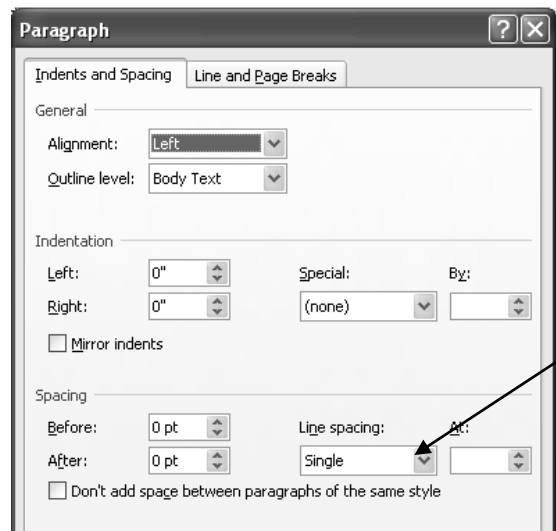 Paragraph
Indents and Spacing Line and Page Breaks
General
Alignment: Left
Outline level: Body Text
Indentation
Left: 0" Special: By:
Right: 0" (none)
Mirror indents
Spacing
Before: 0 pt Line spacing: At:
After: 0 pt Single
Don't add space between paragraphs of the same style